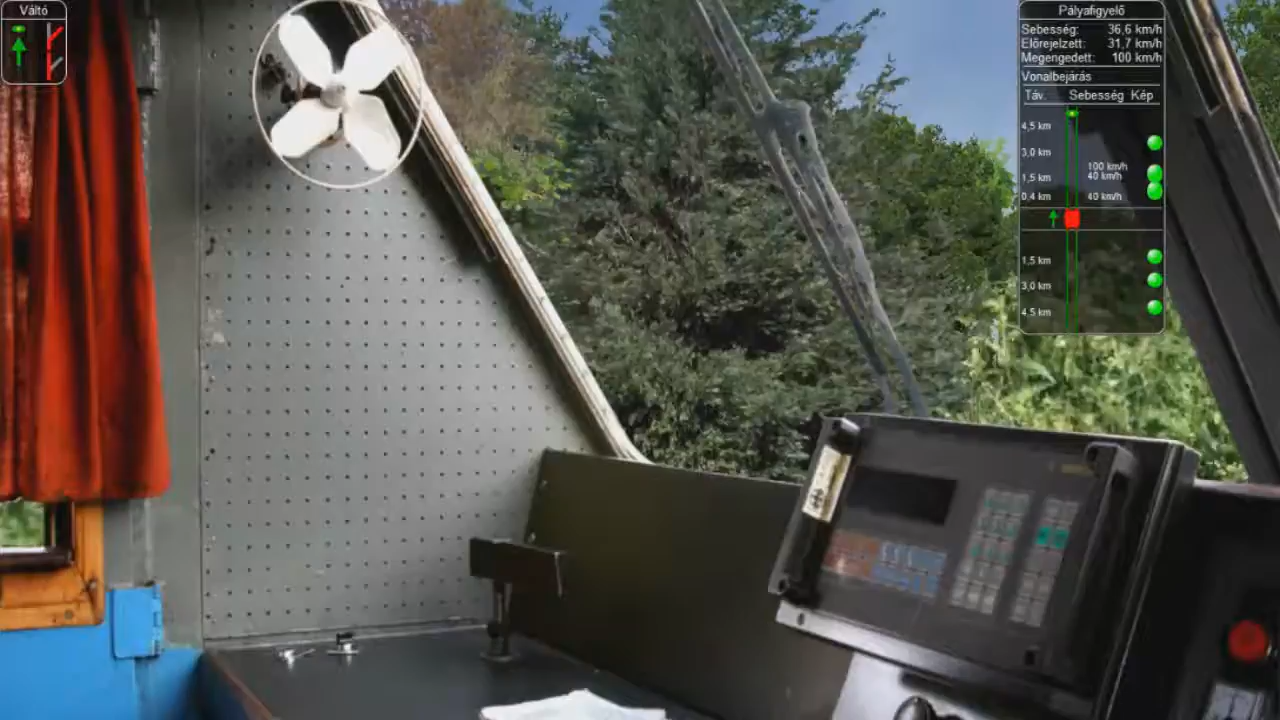 Váltó
Pályafigyelő
Sebesség: 36,6 km/h
Előrejelzett: 31,7 km/h
Megengedett: 100 km/h
Vonalbejárás
Táv. Sebesség Kép
4,5 km
3,0 km
100 km/h
1,5 km 40 km/h
0,4 km 40 km/h
1,5 km
3,0 km
4,5 km